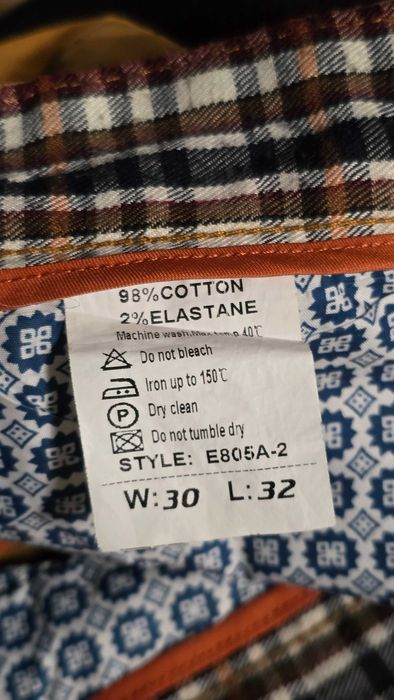 98%COTTON
2%ELASTANE
Machine wash.Max 40℃
Do not bleach
Iron up to 150℃
P Dry clean
Do not tumble dry
STYLE: E805A-2
W:30 L:32